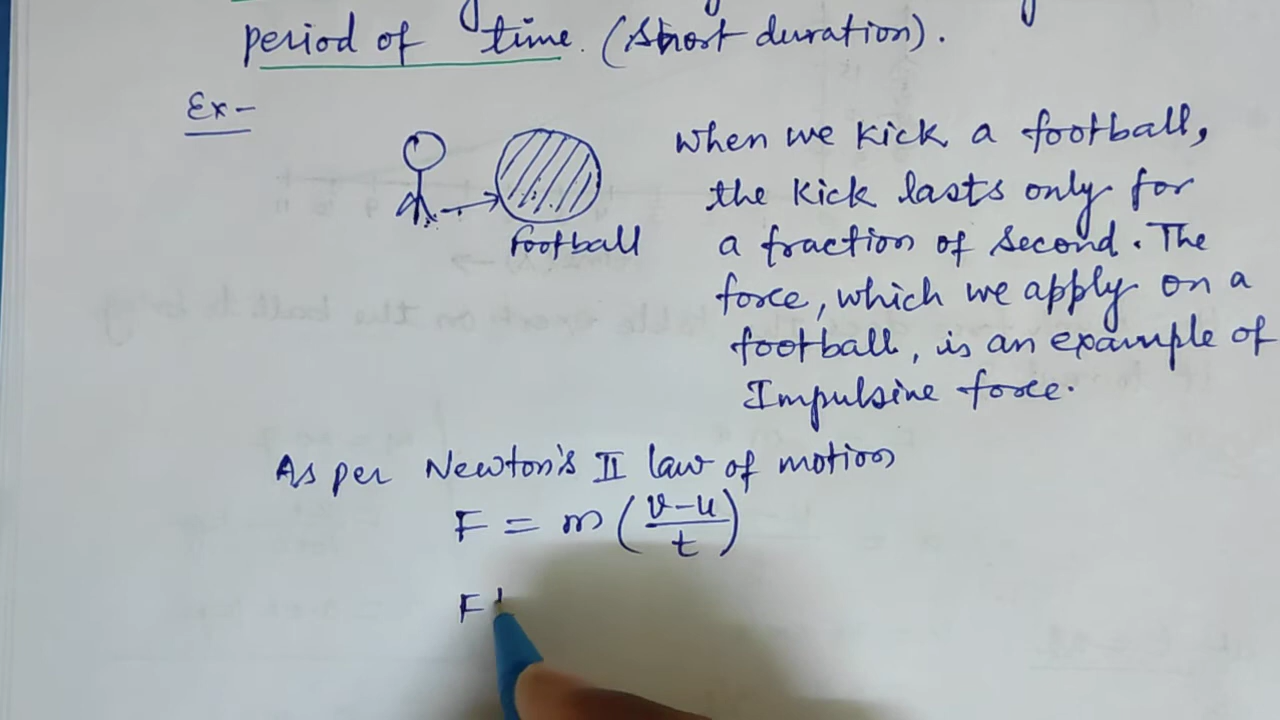 period of time. (Short duration).
Ex-
football
When we kick a football,
the kick lasts only for
a fraction of second. The
force, which we apply on a
football, is an example of
Impulsive force.
As per Newton's II law of motion
F = m (v-u/t)
F